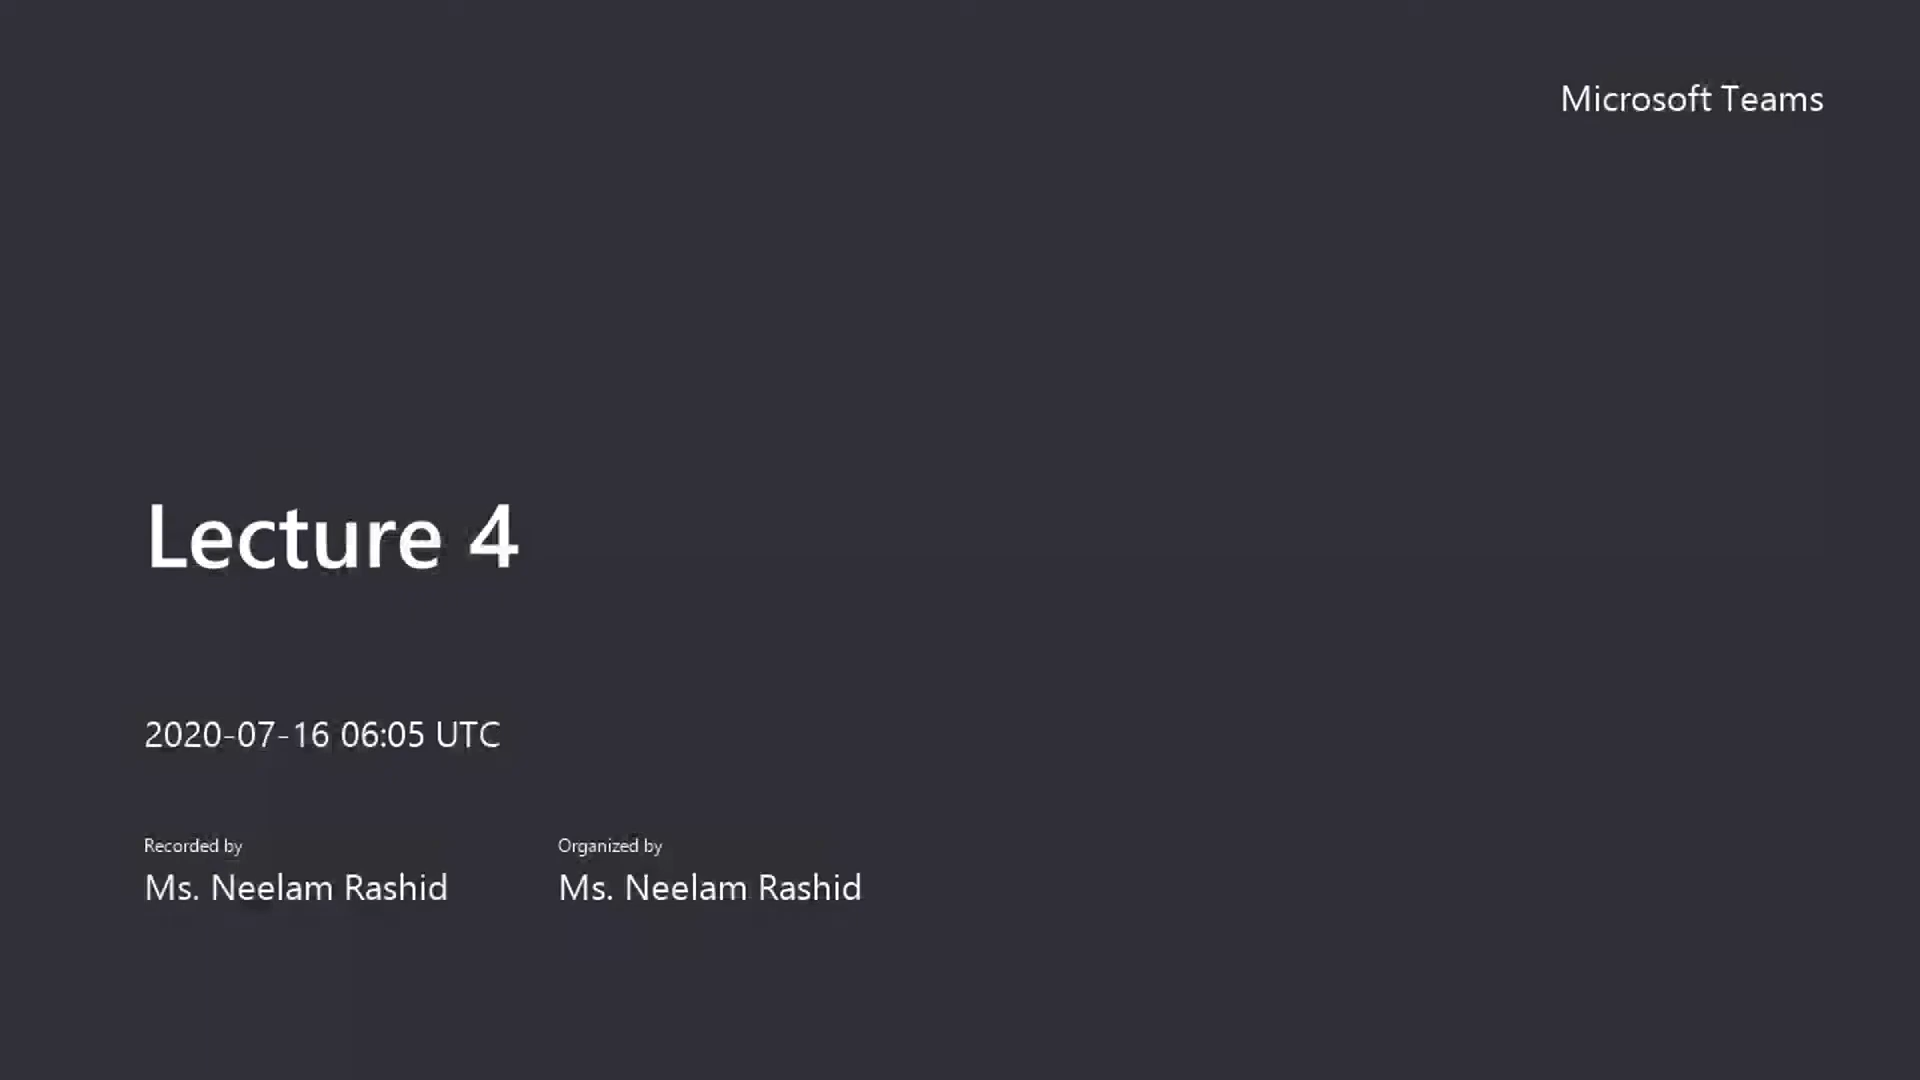 Microsoft Teams
Lecture 4
2020-07-16 06:05 UTC
Recorded by
Ms. Neelam Rashid
Organized by
Ms. Neelam Rashid